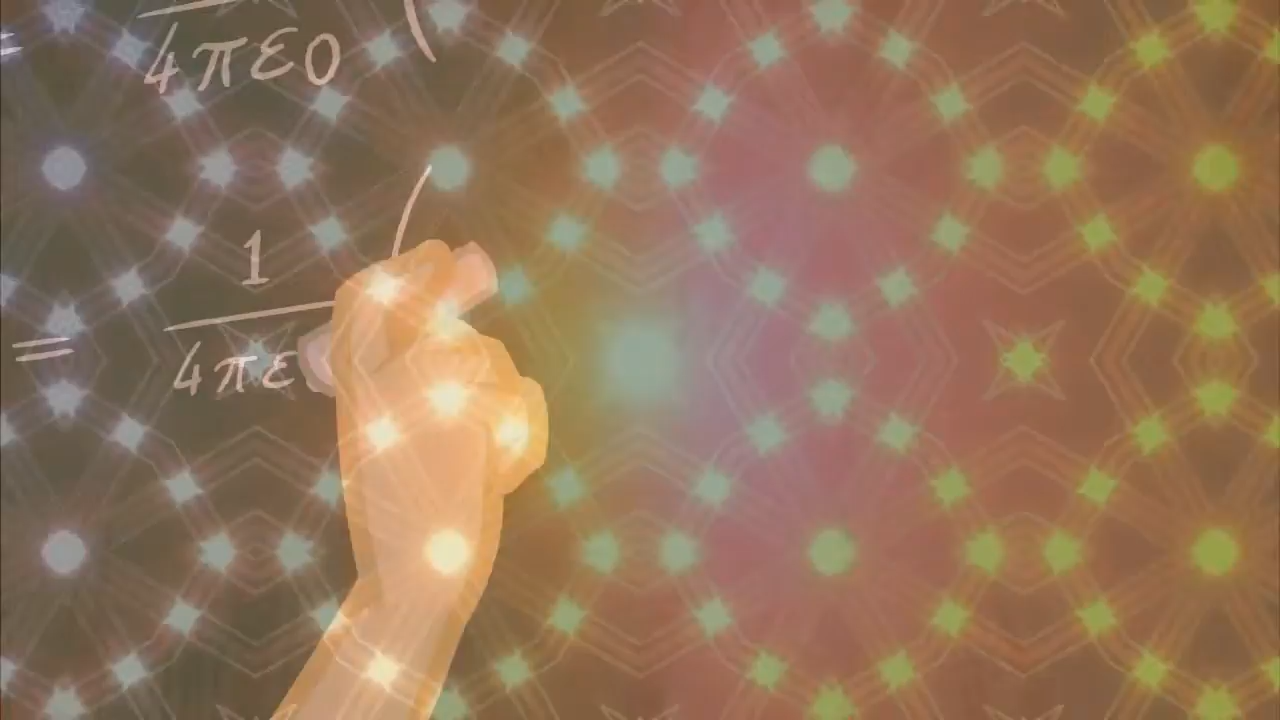 = 4πε0 (
1 (
= 4πε